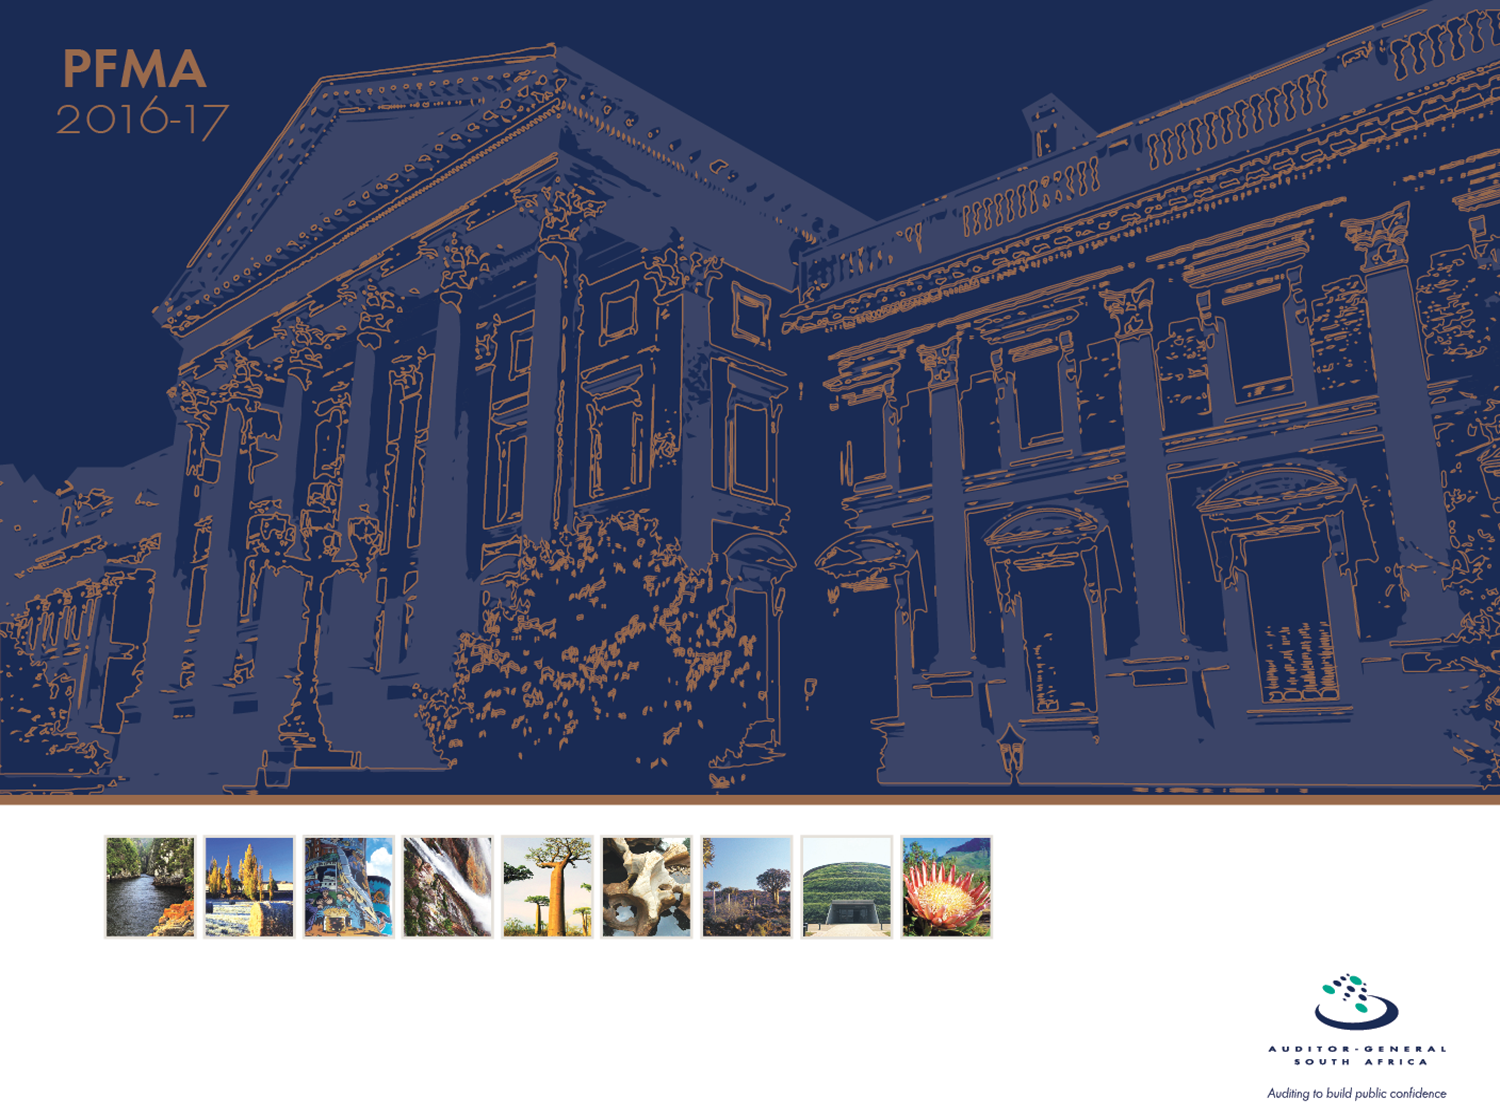 PFMA
2016-17
AUDITOR-GENERAL
SOUTH AFRICA
Auditing to build public confidence